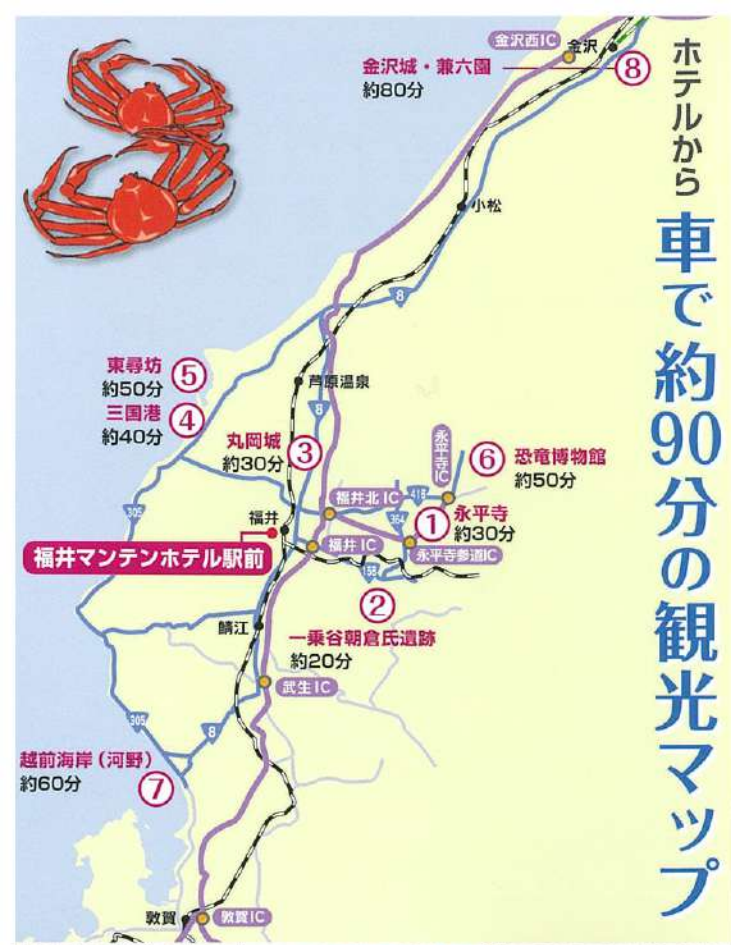 ホテルから 車で約90分の観光マップ
金沢西IC
金沢
金沢城・兼六園
約80分
⑧
小松
8
東尋坊
約50分
⑤
三国港
約40分
④
芦原温泉
8
丸岡城
約30分
③
永平寺IC
⑥
恐竜博物館
約50分
福井北IC
416
305
364
①
永平寺
約30分
福井
福井マンテンホテル駅前
福井IC
永平寺参道IC
158
②
一乗谷朝倉氏遺跡
約20分
鯖江
武生IC
305
8
越前海岸(河野)
約60分
⑦
敦賀
敦賀IC